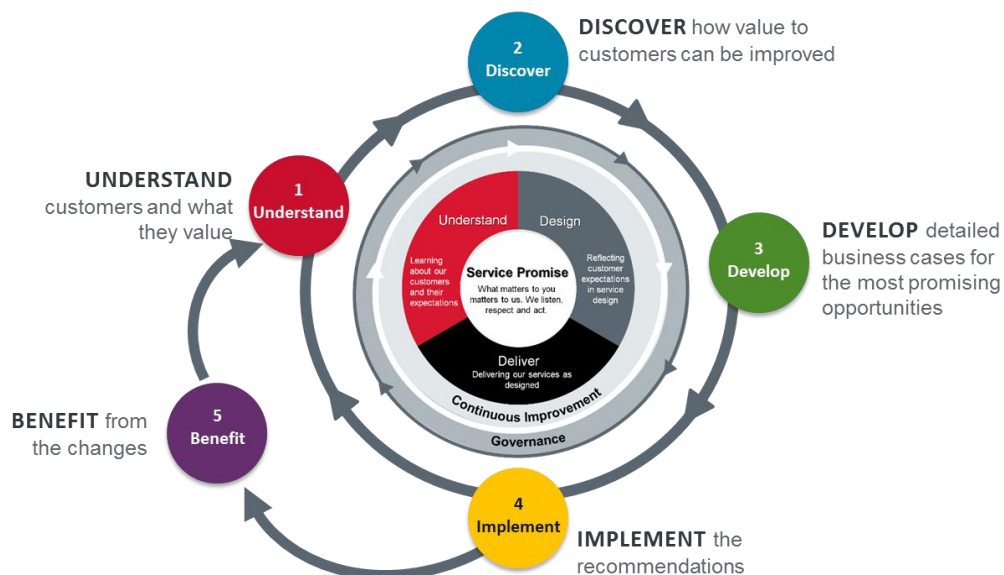 2
Discover
DISCOVER how value to
customers can be improved
1
Understand
UNDERSTAND
customers and what
they value
3
Develop
DEVELOP detailed
business cases for
the most promising
opportunities
Understand
Learning
about our
customers
and their
expectations
Design
Reflecting
customer
expectations
in service
design
Service Promise
What matters to you
matters to us. We listen,
respect and act.
Deliver
Delivering our services as
designed
Continuous Improvement
Governance
5
Benefit
BENEFIT from
the changes
4
Implement
IMPLEMENT the
recommendations